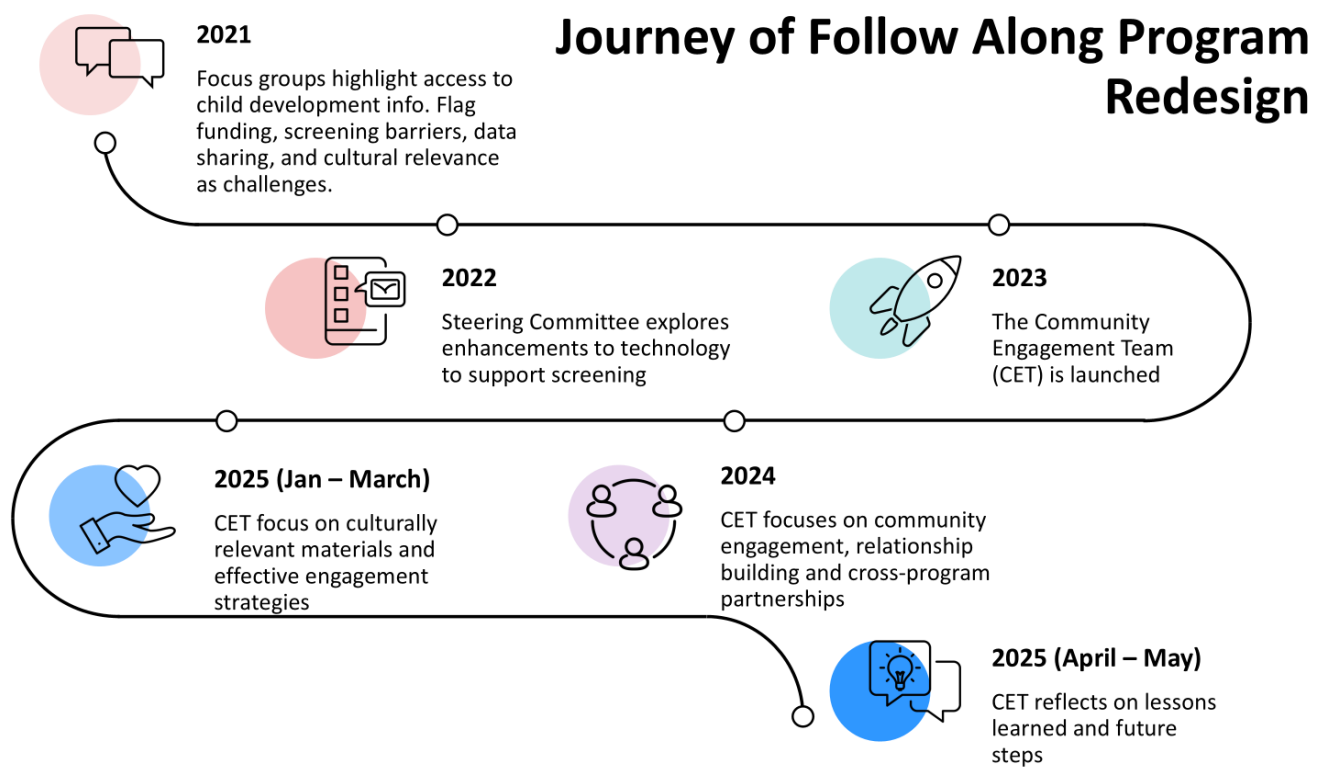 Journey of Follow Along Program
Redesign
2021
Focus groups highlight access to
child development info. Flag
funding, screening barriers, data
sharing, and cultural relevance
as challenges.
2022
Steering Committee explores
enhancements to technology
to support screening
2023
The Community
Engagement Team
(CET) is launched
2024
CET focuses on community
engagement, relationship
building and cross-program
partnerships
2025 (Jan – March)
CET focus on culturally
relevant materials and
effective engagement
strategies
2025 (April – May)
CET reflects on lessons
learned and future
steps